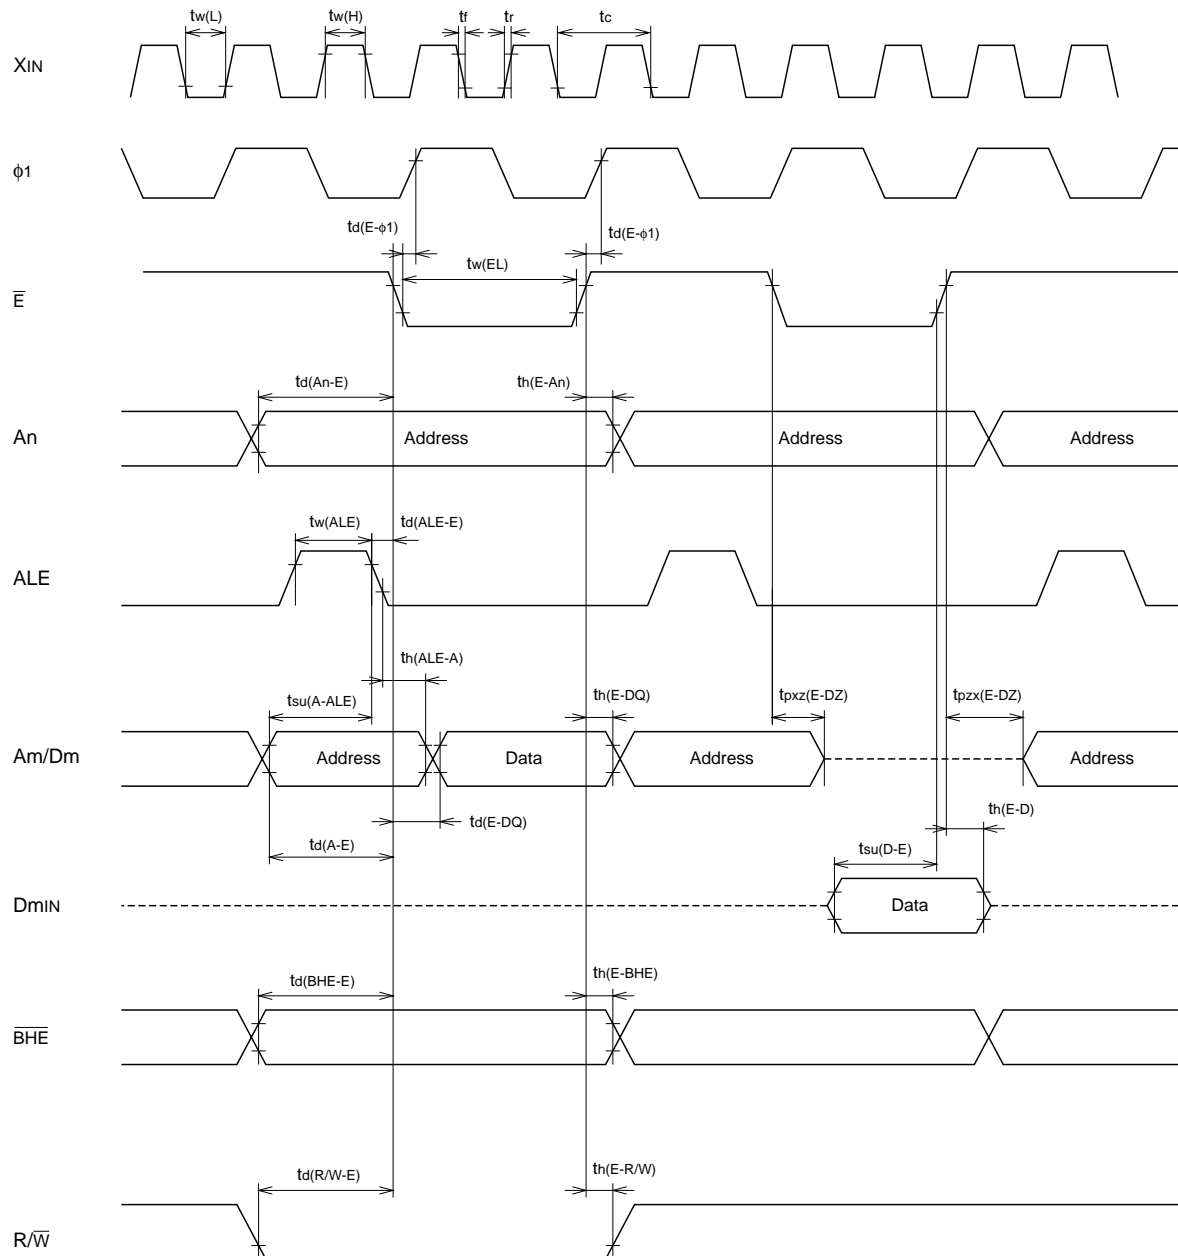 tw(L) tw(H) tf tr tc
XIN
ϕ1
td(E-ϕ1) td(E-ϕ1)
tw(EL)
E̅
td(An-E) th(E-An)
An Address Address Address
tw(ALE) td(ALE-E)
ALE
th(ALE-A)
tsu(A-ALE) th(E-DQ) tpxz(E-DZ) tpzx(E-DZ)
Am/Dm Address Data Address Address
td(E-DQ) th(E-D)
td(A-E) tsu(D-E)
DmIN Data
td(BHE-E) th(E-BHE)
B̅H̅E̅
td(R/W-E) th(E-R/W)
R/W̅